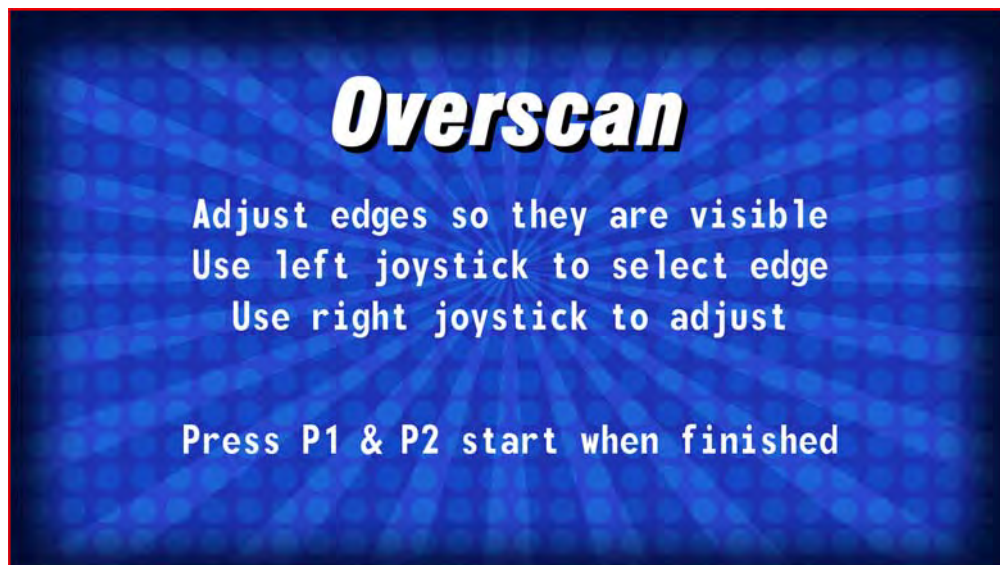 Overscan
Adjust edges so they are visible
Use left joystick to select edge
Use right joystick to adjust
Press P1 & P2 start when finished